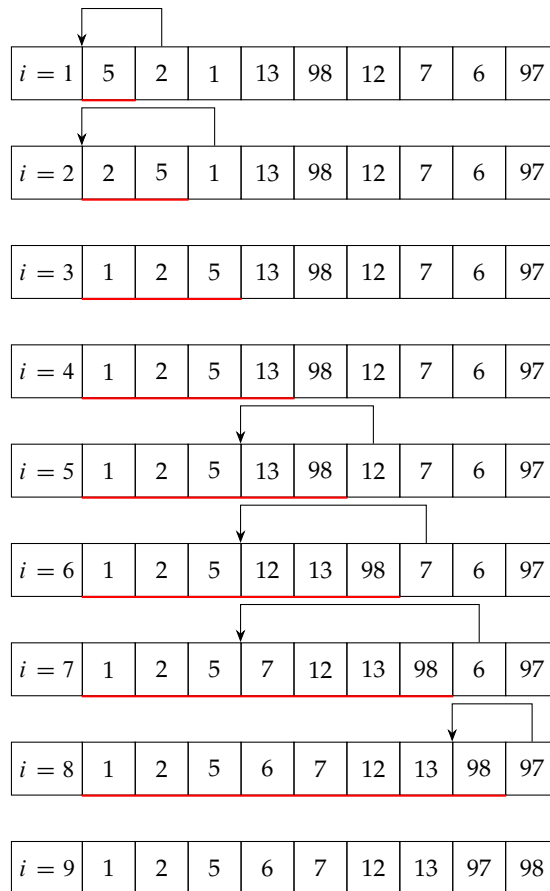 i = 1 5 2 1 13 98 12 7 6 97
i = 2 2 5 1 13 98 12 7 6 97
i = 3 1 2 5 13 98 12 7 6 97
i = 4 1 2 5 13 98 12 7 6 97
i = 5 1 2 5 13 98 12 7 6 97
i = 6 1 2 5 12 13 98 7 6 97
i = 7 1 2 5 7 12 13 98 6 97
i = 8 1 2 5 6 7 12 13 98 97
i = 9 1 2 5 6 7 12 13 97 98